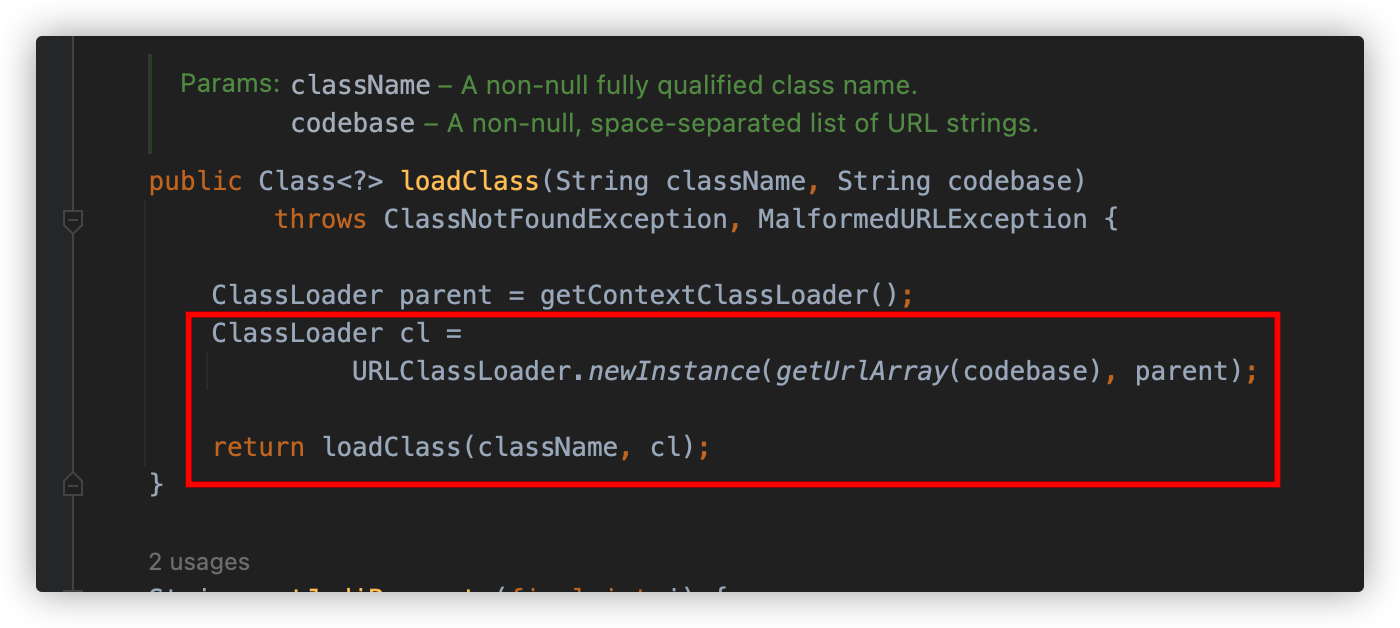 Params: className – A non-null fully qualified class name.
codebase – A non-null, space-separated list of URL strings.
public Class<?> loadClass(String className, String codebase)
throws ClassNotFoundException, MalformedURLException {
ClassLoader parent = getContextClassLoader();
ClassLoader cl =
URLClassLoader.newInstance(getUrlArray(codebase), parent);
return loadClass(className, cl);
}
2 usages